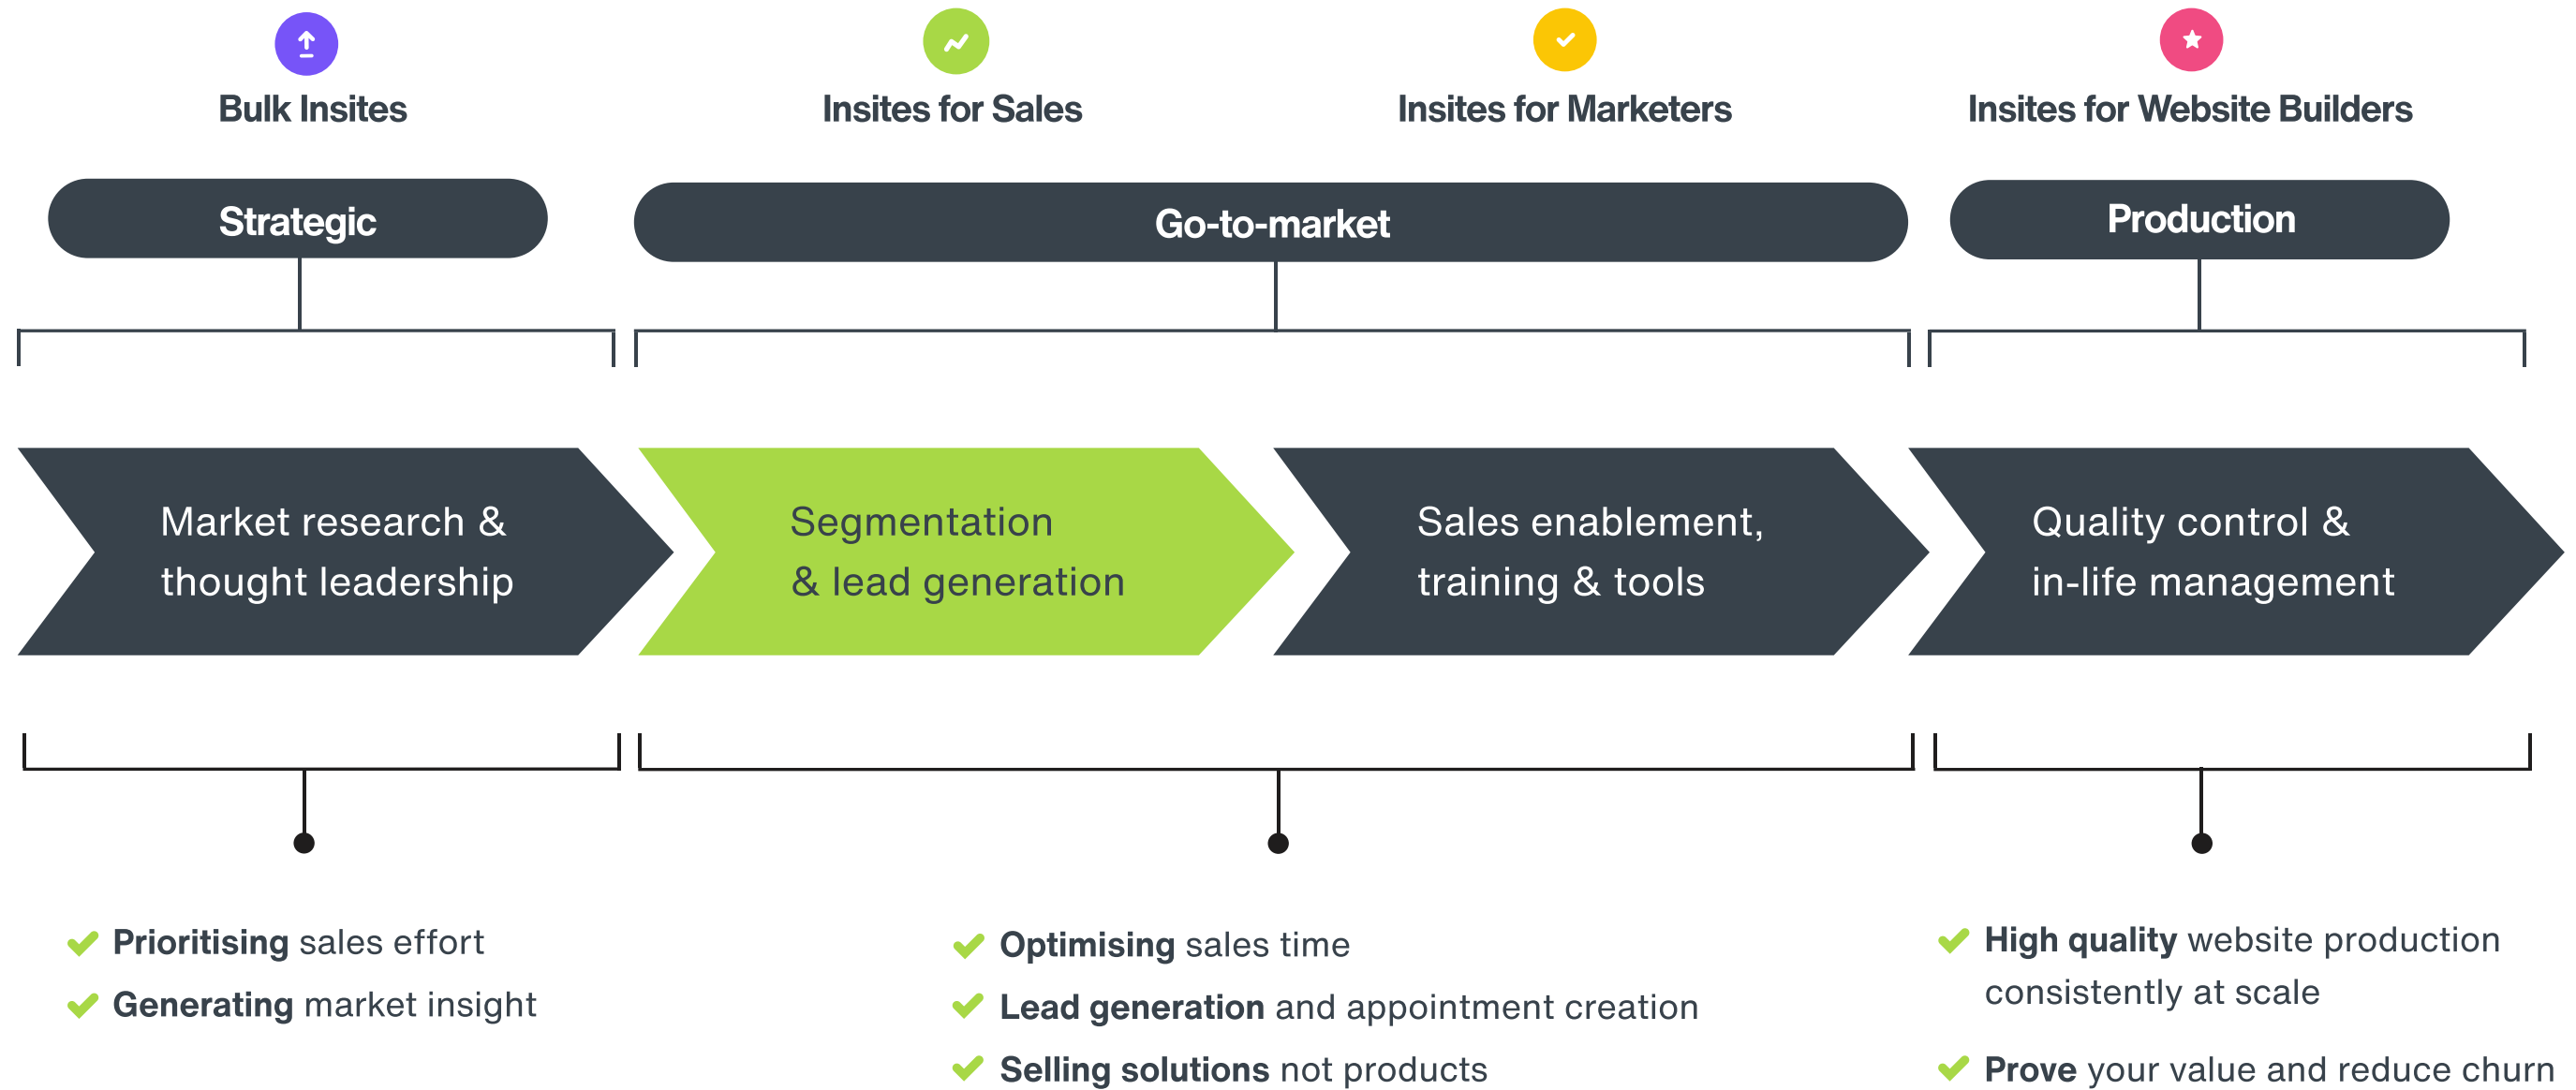 Bulk Insites
Insites for Sales
Insites for Marketers
Insites for Website Builders
Strategic
Go-to-market
Production
Market research &
thought leadership
Segmentation
& lead generation
Sales enablement,
training & tools
Quality control &
in-life management
Prioritising sales effort
Generating market insight
Optimising sales time
Lead generation and appointment creation
Selling solutions not products
High quality website production
consistently at scale
Prove your value and reduce churn